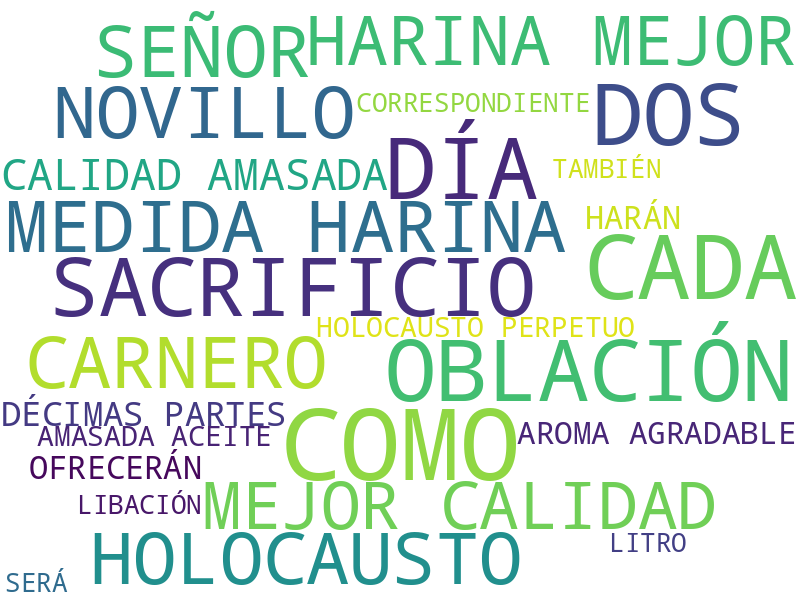 SEÑOR
HARINA MEJOR
NOVILLO
CORRESPONDIENTE
DOS
CALIDAD AMASADA
DÍA
TAMBIÉN
MEDIDA HARINA
HARÁN
SACRIFICIO
CADA
HOLOCAUSTO PERPETUO
CARNERO
OBLACIÓN
DÉCIMAS PARTES
AMASADA ACEITE
COMO
AROMA AGRADABLE
OFRECERÁN
LIBACIÓN
MEJOR CALIDAD
HOLOCAUSTO
LITRO
SERÁ